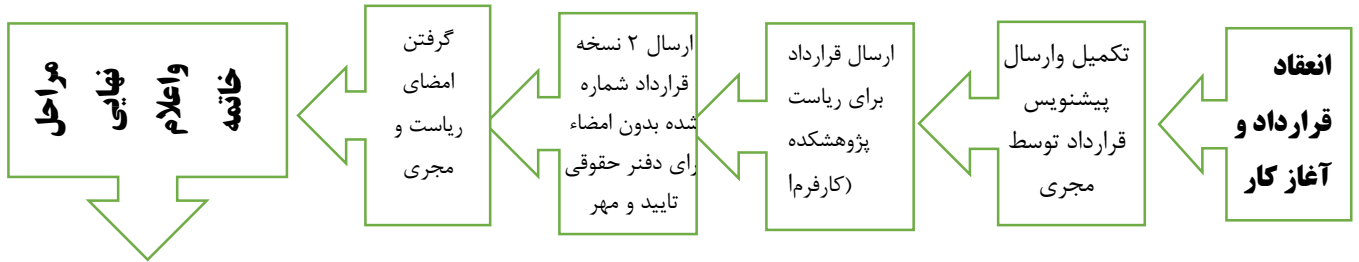 انعقاد
قرارداد و
آغاز کار
تکمیل وارسال
پیشنویس
قرارداد توسط
مجری
ارسال قرارداد
برای ریاست
پژوهشکده
(کارفرما
ارسال ۲ نسخه
قرارداد شماره
شده بدون امضاء
رای دفتر حقوقی
تایید و مهر
گرفتن
امضای
ریاست و
مجری
خاتمه
واعلام
نهایی
مراحل